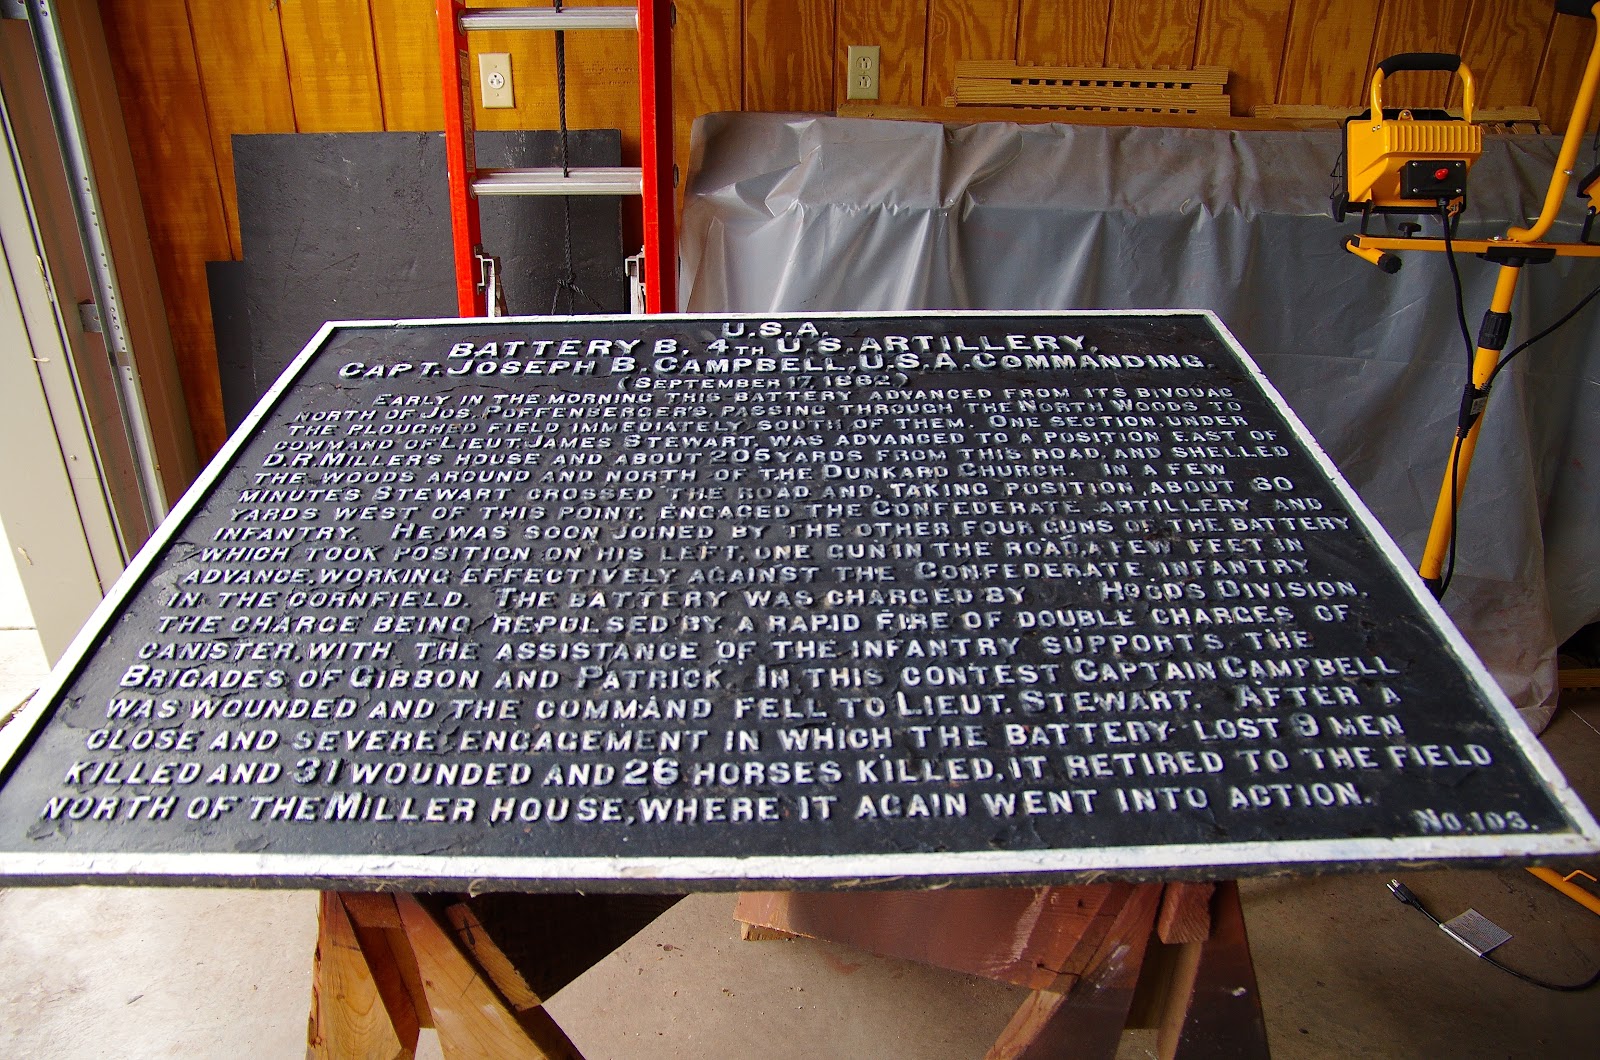 U.S.A.
BATTERY B, 4TH U.S. ARTILLERY,
CAPT. JOSEPH B. CAMPBELL, U.S.A. COMMANDING.
(SEPTEMBER 17, 1862)
EARLY IN THE MORNING THIS BATTERY ADVANCED FROM ITS BIVOUAC
NORTH OF JOS. POFFENBERGER'S, PASSING THROUGH THE NORTH WOODS TO
THE PLOUGHED FIELD IMMEDIATELY SOUTH OF THEM. ONE SECTION, UNDER
COMMAND OF LIEUT. JAMES STEWART, WAS ADVANCED TO A POSITION EAST OF
D.R. MILLER'S HOUSE AND ABOUT 205 YARDS FROM THIS ROAD, AND SHELLED
THE WOODS AROUND AND NORTH OF THE DUNKARD CHURCH. IN A FEW
MINUTES STEWART CROSSED THE ROAD AND, TAKING POSITION, ABOUT 30
YARDS WEST OF THIS POINT, ENGAGED THE CONFEDERATE ARTILLERY AND
INFANTRY. HE WAS SOON JOINED BY THE OTHER FOUR GUNS OF THE BATTERY
WHICH TOOK POSITION ON HIS LEFT, ONE GUN IN THE ROAD, A FEW FEET IN
ADVANCE, WORKING EFFECTIVELY AGAINST THE CONFEDERATE INFANTRY
IN THE CORNFIELD. THE BATTERY WAS CHARGED BY HOODS DIVISION,
THE CHARGE BEING REPULSED BY A RAPID FIRE OF DOUBLE CHARGES OF
CANISTER, WITH THE ASSISTANCE OF THE INFANTRY SUPPORTS THE
BRIGADES OF GIBBON AND PATRICK. IN THIS CONTEST CAPTAIN CAMPBELL
WAS WOUNDED AND THE COMMAND FELL TO LIEUT. STEWART. AFTER A
CLOSE AND SEVERE ENGAGEMENT IN WHICH THE BATTERY LOST 9 MEN
KILLED AND 31 WOUNDED AND 26 HORSES KILLED, IT RETIRED TO THE FIELD
NORTH OF THE MILLER HOUSE, WHERE IT AGAIN WENT INTO ACTION.
NO. 103.